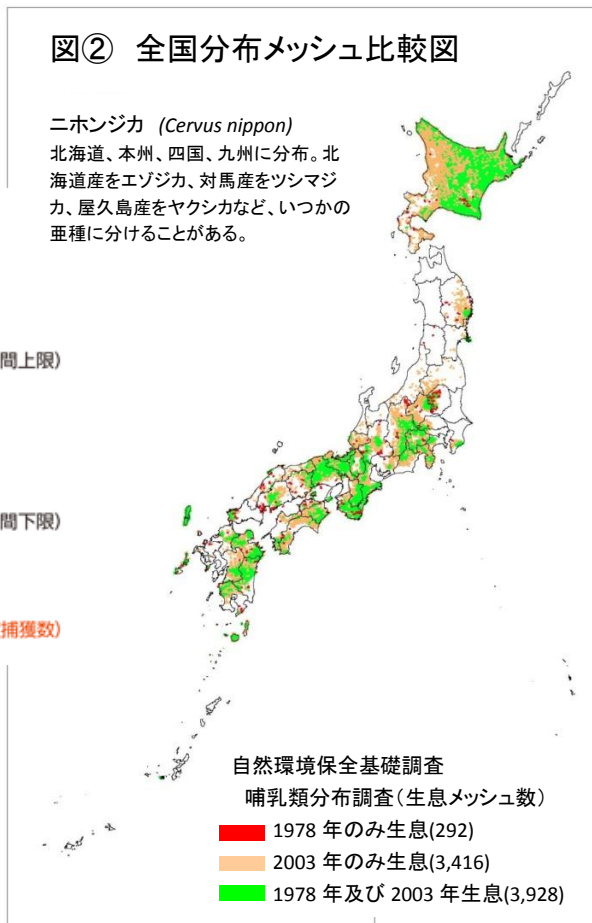 図② 全国分布メッシュ比較図
ニホンジカ (Cervus nippon)
北海道、本州、四国、九州に分布。北
海道産をエゾジカ、対馬産をツシマジ
カ、屋久島産をヤクシカなど、いつかの
亜種に分けることがある。
間上限)
間下限)
捕獲数)
自然環境保全基礎調査
哺乳類分布調査(生息メッシュ数)
1978 年のみ生息(292)
2003 年のみ生息(3,416)
1978 年及び 2003 年生息(3,928)